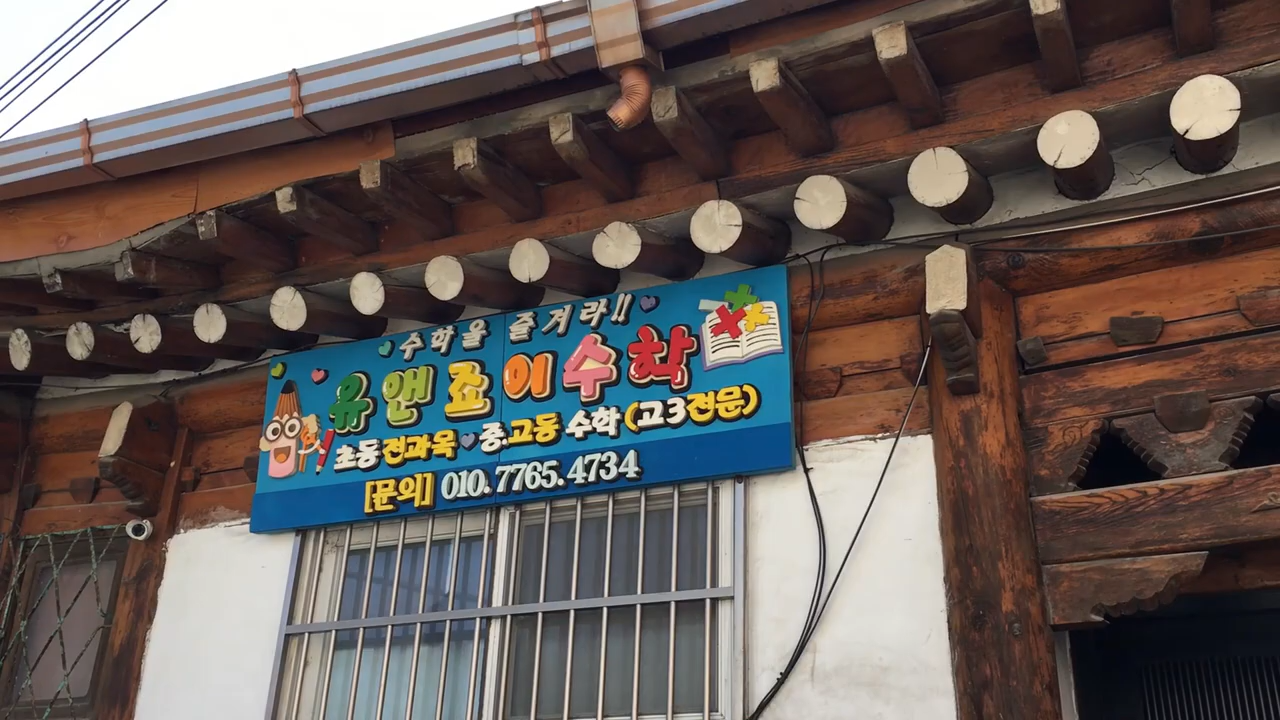 수학을 즐겨라!!
유앤죠이수학
초등전과목♥중.고등 수학(고3전문)
[문의] 010.7765.4734